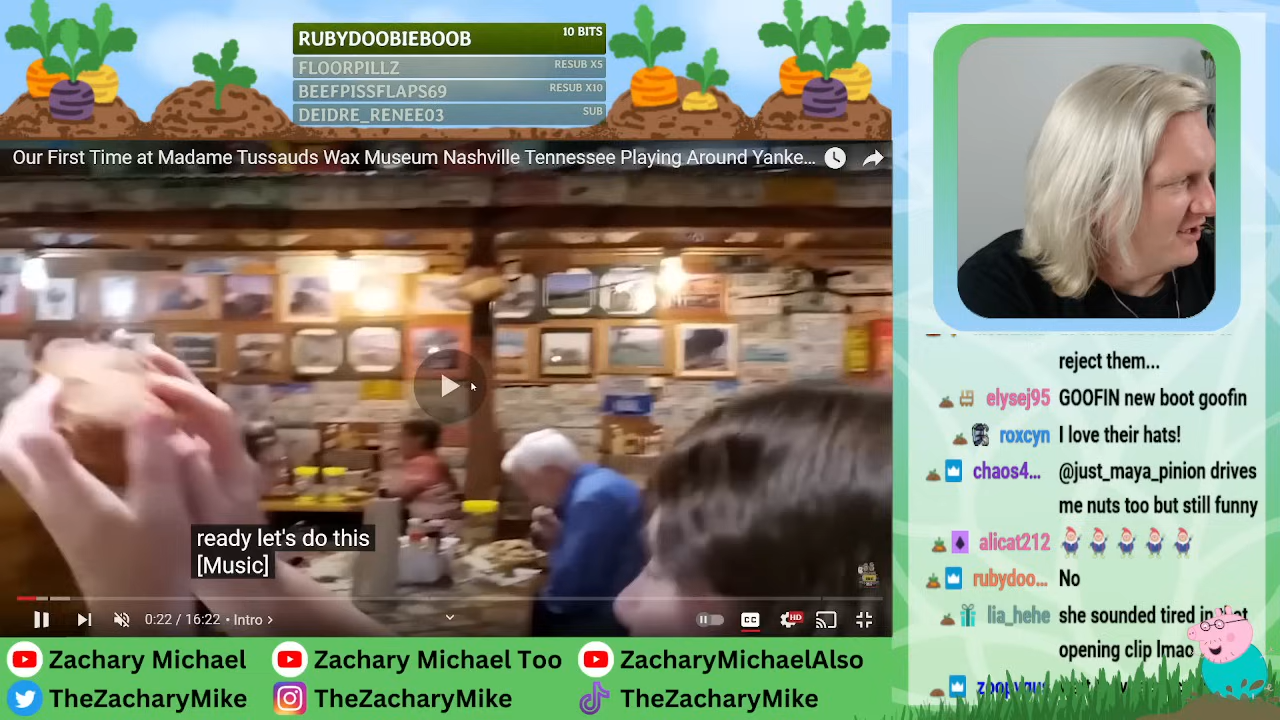 RUBYDOOBIEBOOB 10 BITS
FLOORPILLZ RESUB X5
BEEFPISSFLAPS69 RESUB X10
DEIDRE_RENEE03 SUB
Our First Time at Madame Tussauds Wax Museum Nashville Tennessee Playing Around Yanke...
ready let's do this
[Music]
0:22 / 16:22 • Intro
CC HD
reject them...
elysej95 GOOFIN new boot goofin
roxcyn I love their hats!
chaos4... @just_maya_pinion drives
me nuts too but still funny
alicat212
rubydoo... No
lia_hehe she sounded tired in
opening clip lmao
Zachary Michael Zachary Michael Too ZacharyMichaelAlso
TheZacharyMike TheZacharyMike TheZacharyMike